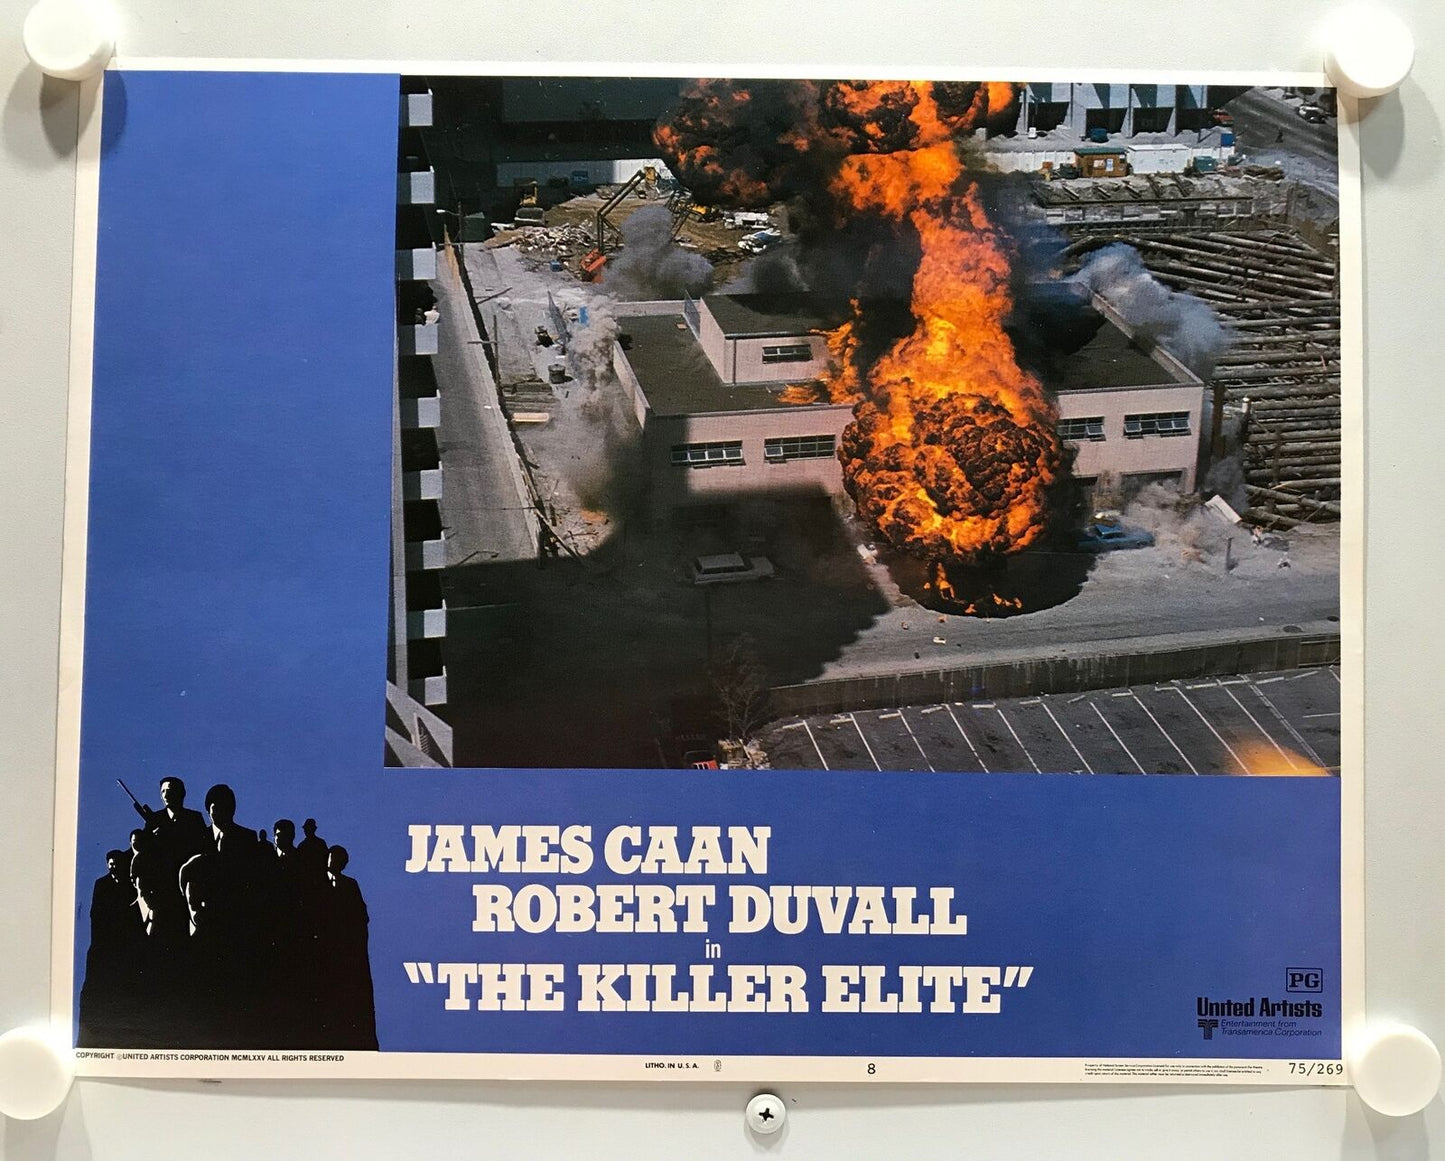 JAMES CAAN
ROBERT DUVALL
in
"THE KILLER ELITE"
PG
United Artists
Entertainment from
Transamerica Corporation
COPYRIGHT ©UNITED ARTISTS CORPORATION MCMLXXV ALL RIGHTS RESERVED
LITHO. IN U. S. A.
8
75/269